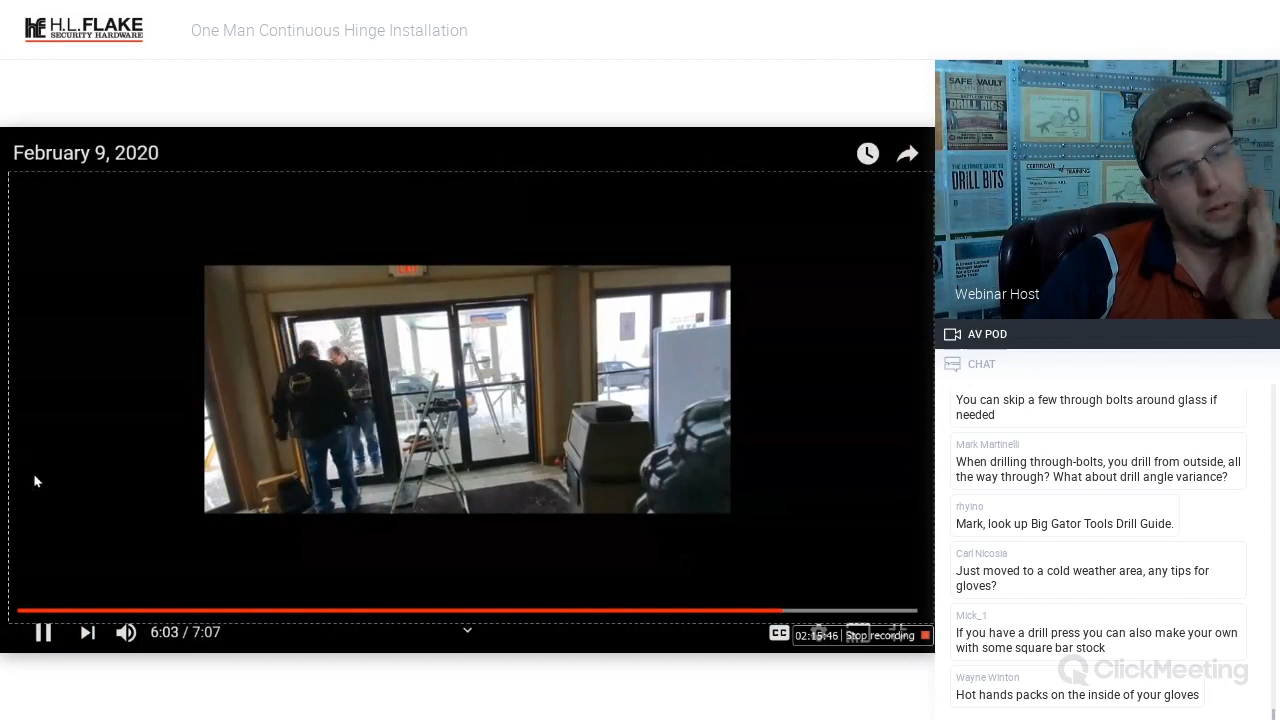 H.L.FLAKE
SECURITY HARDWARE
One Man Continuous Hinge Installation
February 9, 2020
EXIT
6:03 / 7:07
CC
02:15:46 | Stop recording
SAFE VAULT
DRILL RIGS
THE ULTIMATE GUIDE TO
DRILL BITS
CERTIFICATE
TRAINING
Webinar Host
AV POD
CHAT
You can skip a few through bolts around glass if
needed
Mark Martinelli
When drilling through-bolts, you drill from outside, all
the way through? What about drill angle variance?
rhyino
Mark, look up Big Gator Tools Drill Guide.
Carl Nicosia
Just moved to a cold weather area, any tips for
gloves?
Mick_1
If you have a drill press you can also make your own
with some square bar stock
ClickMeeting
Wayne Winton
Hot hands packs on the inside of your gloves